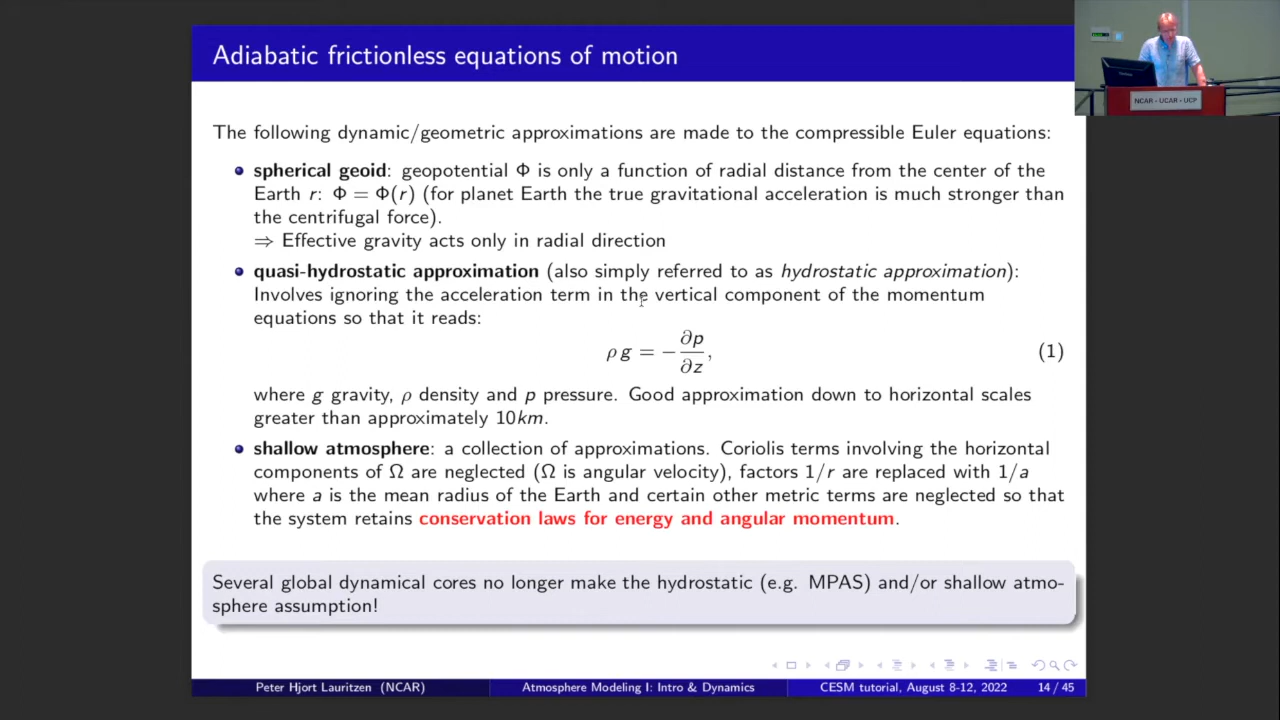 Adiabatic frictionless equations of motion
NCAR • UCAR • UCP
The following dynamic/geometric approximations are made to the compressible Euler equations:
spherical geoid: geopotential Φ is only a function of radial distance from the center of the
Earth r: Φ = Φ(r) (for planet Earth the true gravitational acceleration is much stronger than
the centrifugal force).
⇒ Effective gravity acts only in radial direction
quasi-hydrostatic approximation (also simply referred to as hydrostatic approximation):
Involves ignoring the acceleration term in the vertical component of the momentum
equations so that it reads:
ρ g = −∂p/∂z, (1)
where g gravity, ρ density and p pressure. Good approximation down to horizontal scales
greater than approximately 10km.
shallow atmosphere: a collection of approximations. Coriolis terms involving the horizontal
components of Ω are neglected (Ω is angular velocity), factors 1/r are replaced with 1/a
where a is the mean radius of the Earth and certain other metric terms are neglected so that
the system retains conservation laws for energy and angular momentum.
Several global dynamical cores no longer make the hydrostatic (e.g. MPAS) and/or shallow atmo-
sphere assumption!
Peter Hjort Lauritzen (NCAR) Atmosphere Modeling I: Intro & Dynamics CESM tutorial, August 8-12, 2022 14 / 45